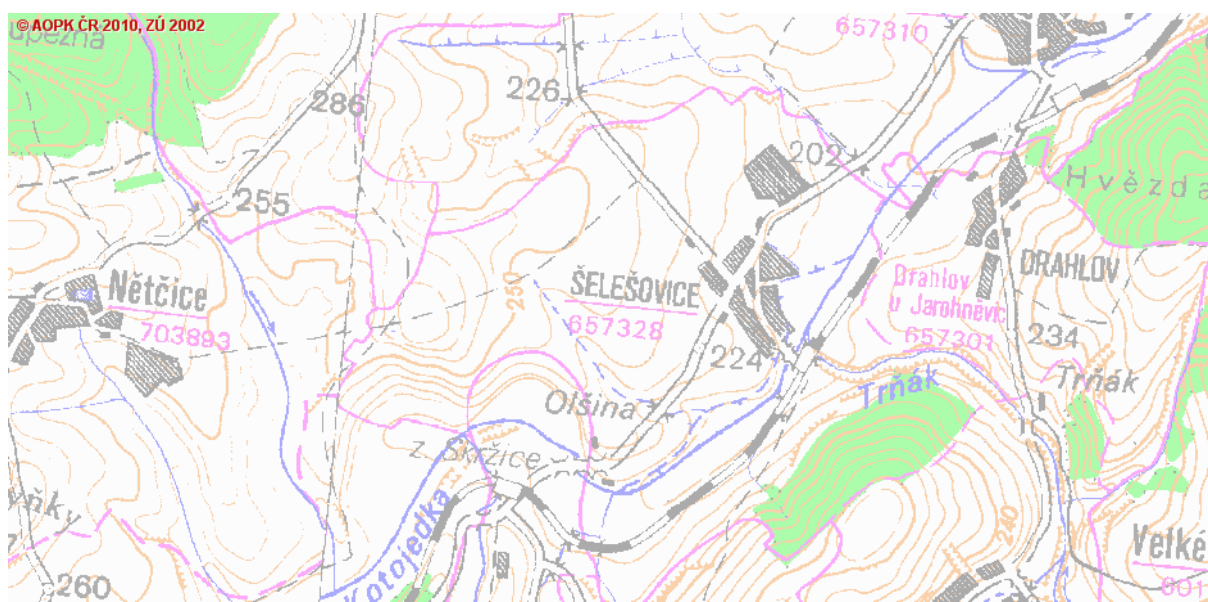 © AOPK ČR 2010, ZÚ 2002
657310
226
286
202
Hvězda
255
Nětčice
703893
250
ŠELEŠOVICE
657328
Drahlov
u Jarohněvic
657301
DRAHLOV
224
234
Trňák
Trňák
Olšina
z. Skržice
Kotojedka
240
Velké
601
260